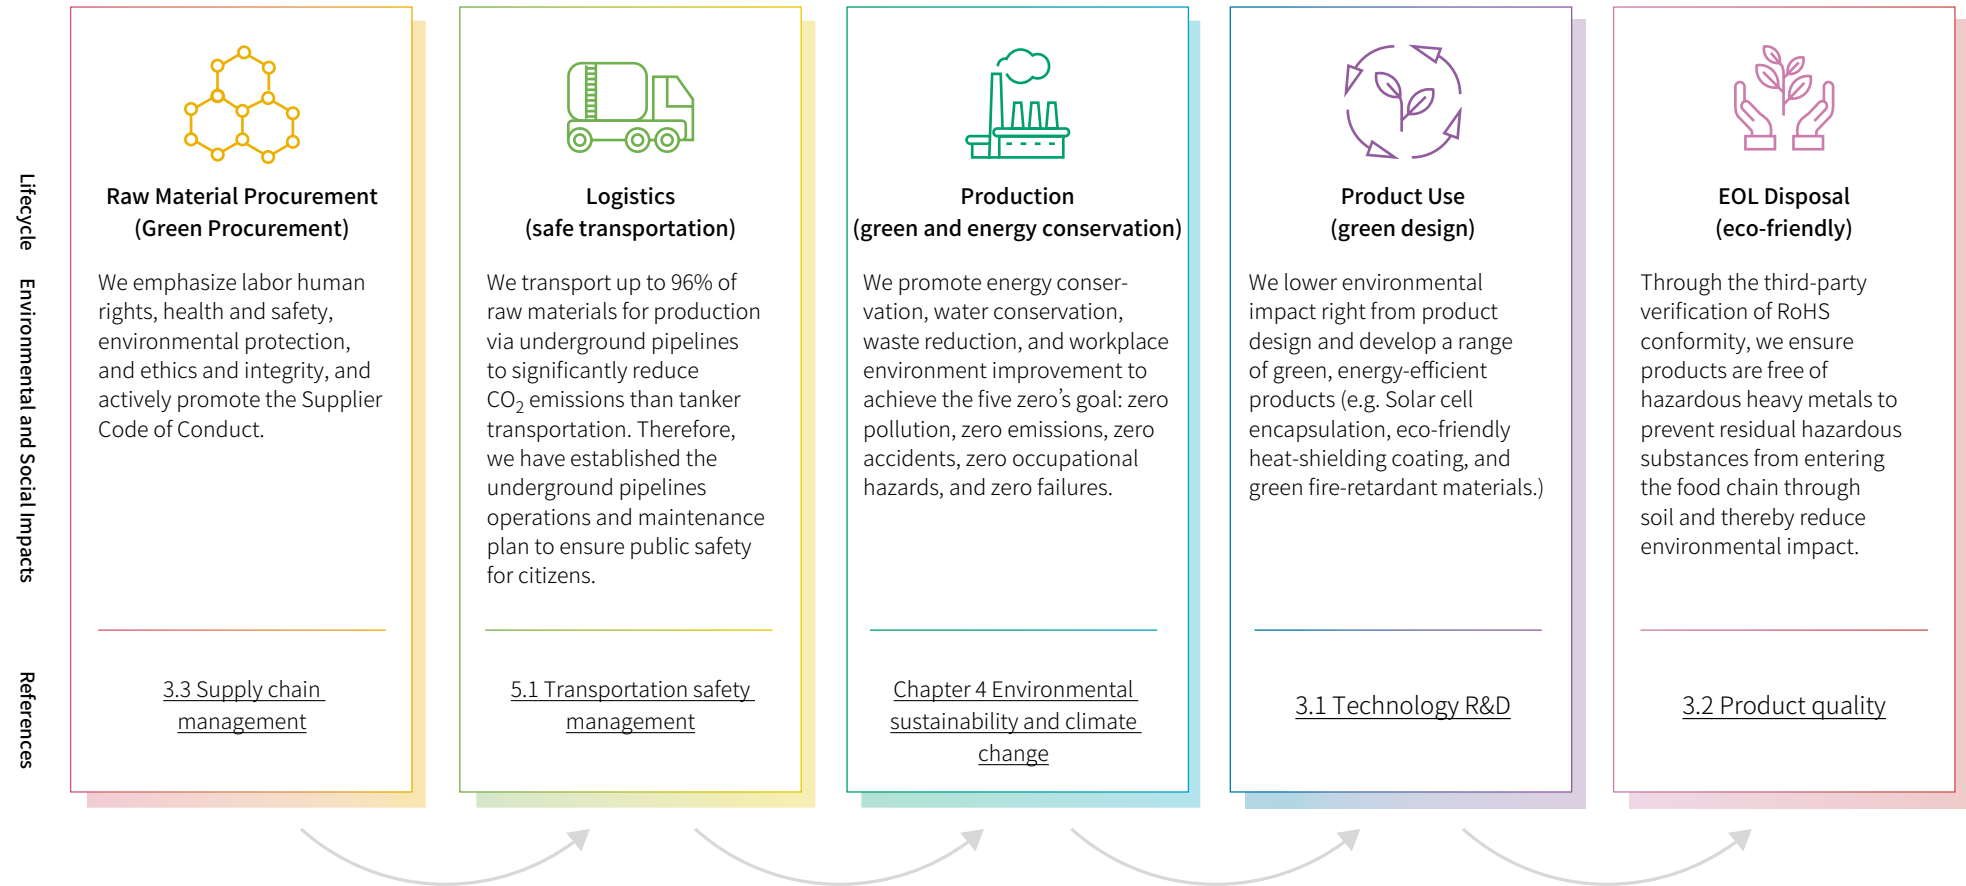 Lifecycle
Environmental and Social Impacts
References
Raw Material Procurement
(Green Procurement)
We emphasize labor human
rights, health and safety,
environmental protection,
and ethics and integrity, and
actively promote the Supplier
Code of Conduct.
3.3 Supply chain
management
Logistics
(safe transportation)
We transport up to 96% of
raw materials for production
via underground pipelines
to significantly reduce
CO₂ emissions than tanker
transportation. Therefore,
we have established the
underground pipelines
operations and maintenance
plan to ensure public safety
for citizens.
5.1 Transportation safety
management
Production
(green and energy conservation)
We promote energy conser-
vation, water conservation,
waste reduction, and workplace
environment improvement to
achieve the five zero’s goal: zero
pollution, zero emissions, zero
accidents, zero occupational
hazards, and zero failures.
Chapter 4 Environmental
sustainability and climate
change
Product Use
(green design)
We lower environmental
impact right from product
design and develop a range
of green, energy-efficient
products (e.g. Solar cell
encapsulation, eco-friendly
heat-shielding coating, and
green fire-retardant materials.)
3.1 Technology R&D
EOL Disposal
(eco-friendly)
Through the third-party
verification of RoHS
conformity, we ensure
products are free of
hazardous heavy metals to
prevent residual hazardous
substances from entering
the food chain through
soil and thereby reduce
environmental impact.
3.2 Product quality